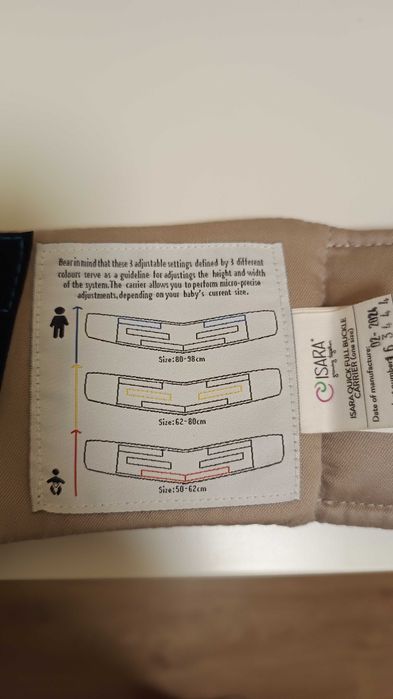 Bear in mind that these 3 adjustable settings defined by 3 different
colours serve as a guideline for adjustings the height and width
of the system.The carrier allows you to perform micro-precise
adjustments,depending on your baby's current size.
Size:80-98cm
Size:62-80cm
Size:50-62cm
ISARA
ISARA QUICK FULL BUCKLE
CARRIER (one size)
Date of manufacture: 02-2024